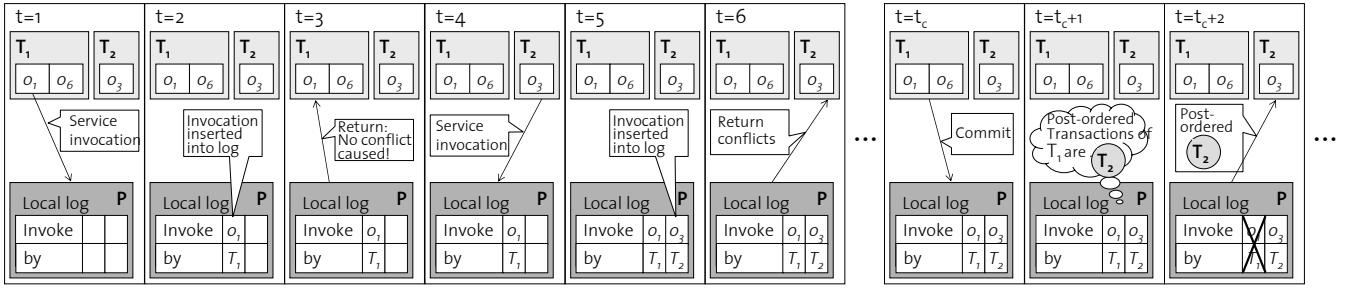 t=1 t=2 t=3 t=4 t=5 t=6 t=tc t=tc+1 t=tc+2
T1 T2 T1 T2 T1 T2 T1 T2 T1 T2 T1 T2 T1 T2 T1 T2 T1 T2
o1 o6 o3 o1 o6 o3 o1 o6 o3 o1 o6 o3 o1 o6 o3 o1 o6 o3 o1 o6 o3 o1 o6 o3 o1 o6 o3
Service
invocation
Invocation
inserted
into log
Return:
No conflict
caused!
Service
invocation
Invocation
inserted
into log
Return
conflicts
...
Commit
Post-ordered
Transactions of
T1 are T2
Post-
ordered
T2
...
P P P P P P P P P
Local log Local log Local log Local log Local log Local log Local log Local log Local log
Invoke Invoke o1 Invoke o1 Invoke o1 Invoke o1 o3 Invoke o1 o3 Invoke o1 o3 Invoke o1 o3 Invoke o1 o3
by by T1 by T1 by T1 by T1 T2 by T1 T2 by T1 T2 by T1 T2 by T1 T2